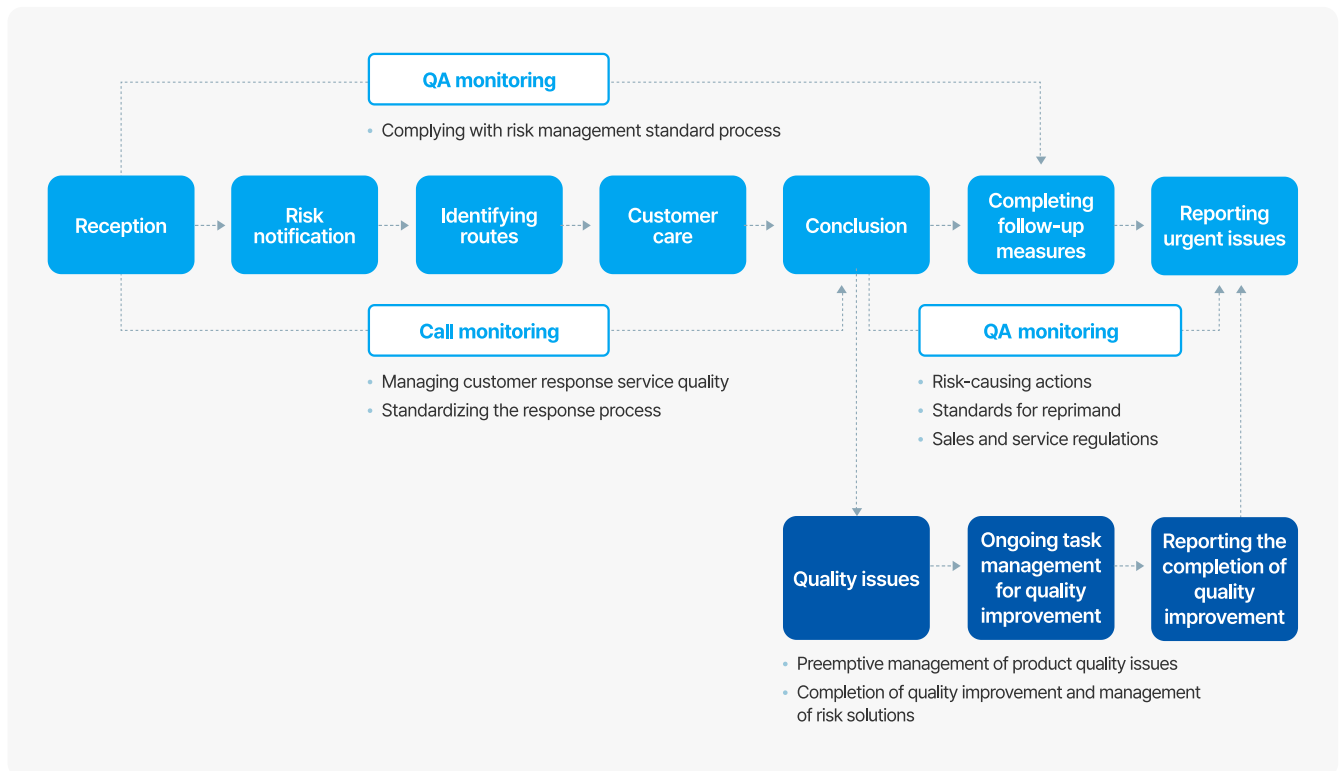 QA monitoring
• Complying with risk management standard process
Reception
Risk
notification
Identifying
routes
Customer
care
Conclusion
Completing
follow-up
measures
Reporting
urgent issues
Call monitoring
• Managing customer response service quality
• Standardizing the response process
QA monitoring
• Risk-causing actions
• Standards for reprimand
• Sales and service regulations
Quality issues
Ongoing task
management
for quality
improvement
Reporting the
completion of
quality
improvement
• Preemptive management of product quality issues
• Completion of quality improvement and management
of risk solutions